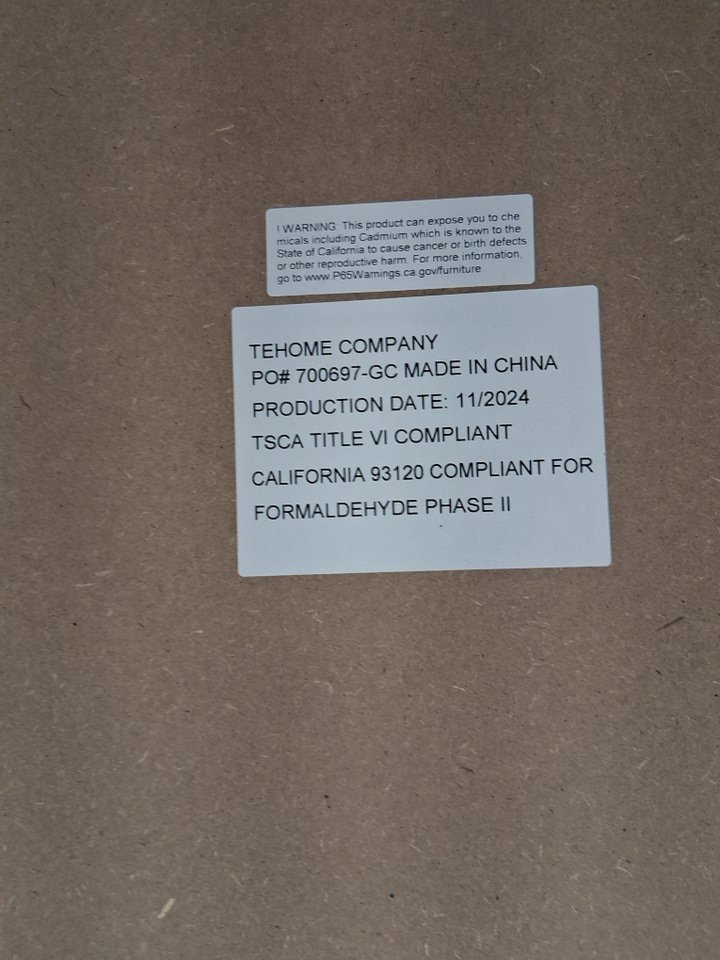 ! WARNING: This product can expose you to che
micals including Cadmium which is known to the
State of California to cause cancer or birth defects
or other reproductive harm. For more information,
go to www.P65Warnings.ca.gov/furniture
TEHOME COMPANY
PO# 700697-GC MADE IN CHINA
PRODUCTION DATE: 11/2024
TSCA TITLE VI COMPLIANT
CALIFORNIA 93120 COMPLIANT FOR
FORMALDEHYDE PHASE II